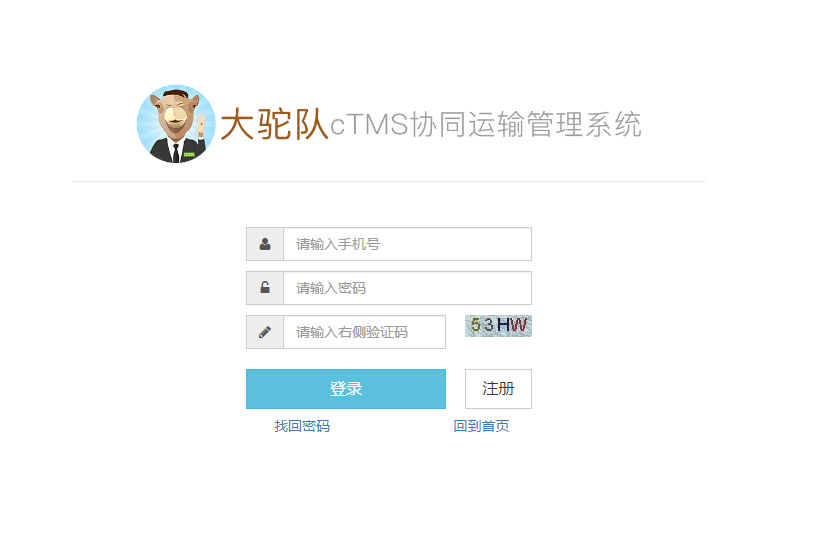 大驼队cTMS协同运输管理系统
请输入手机号
请输入密码
请输入右侧验证码 53HW
登录 注册
找回密码 回到首页